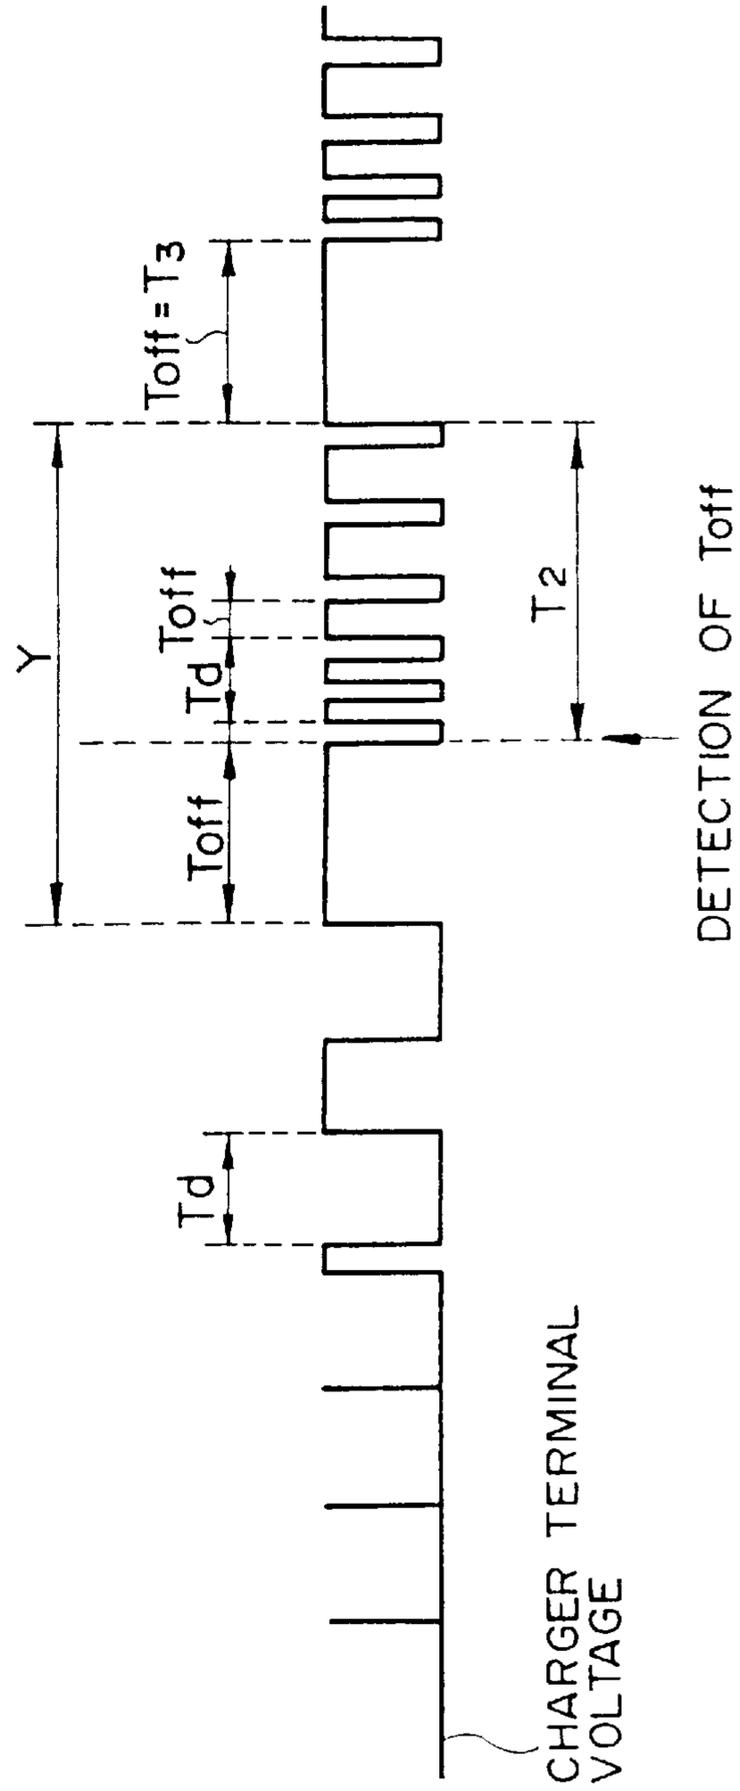 Y
Toff = T3
Toff
Td
Toff
Td
T2
DETECTION OF Toff
CHARGER TERMINAL
VOLTAGE